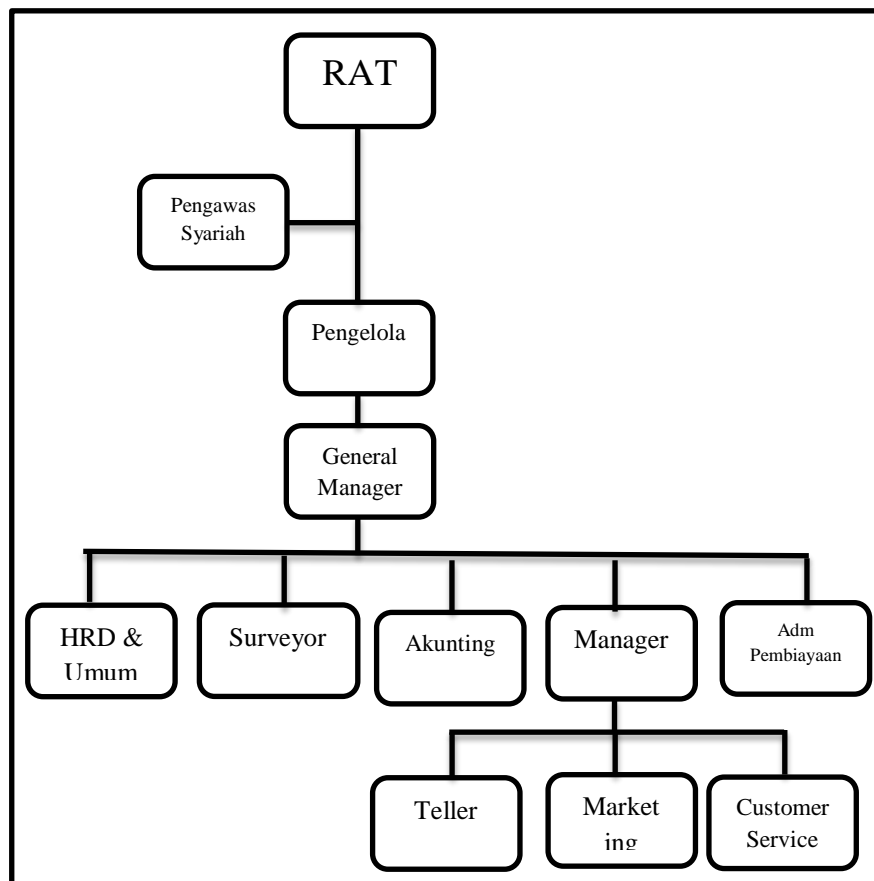 RAT
Pengawas
Syariah
Pengelola
General
Manager
HRD &
Umum
Surveyor
Akunting
Manager
Adm
Pembiayaan
Teller
Market
ing
Customer
Service